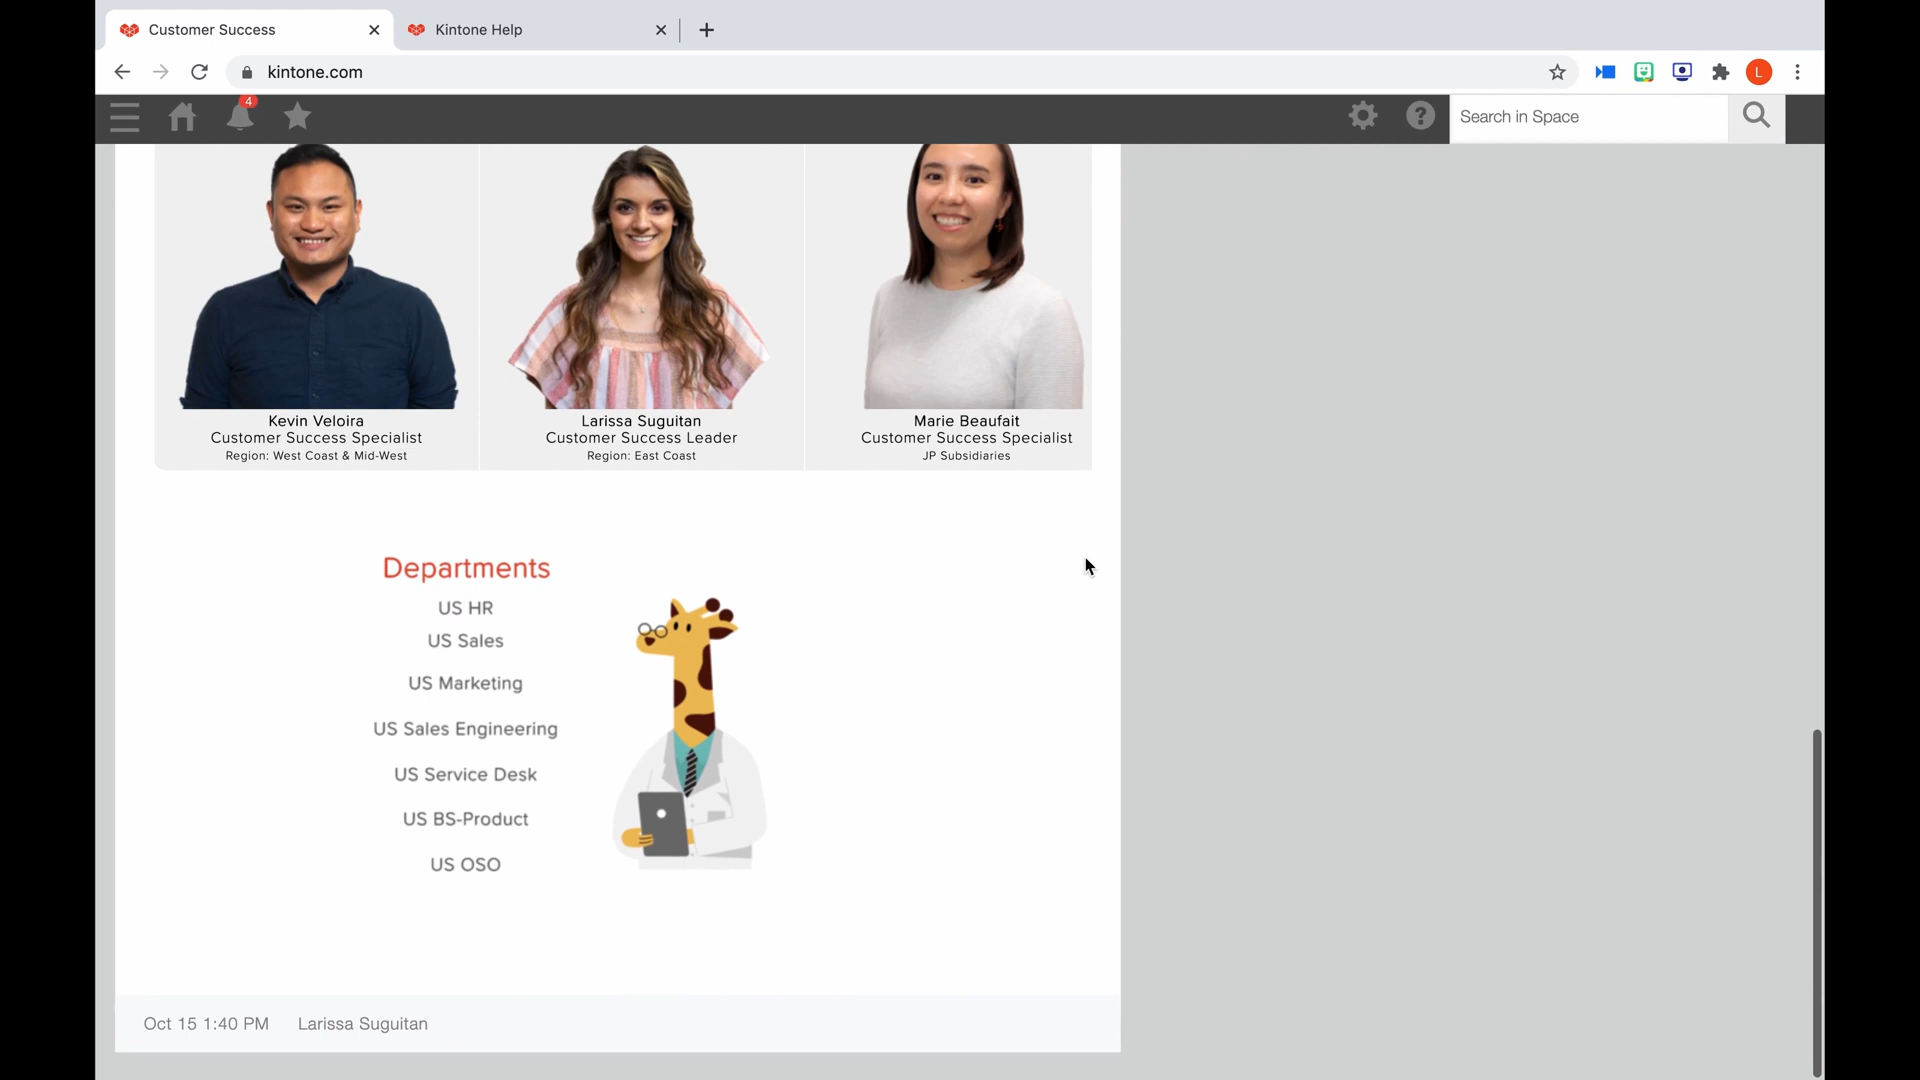 Customer Success
Kintone Help
kintone.com
L
4
Search in Space
Kevin Veloira
Customer Success Specialist
Region: West Coast & Mid-West
Larissa Suguitan
Customer Success Leader
Region: East Coast
Marie Beaufait
Customer Success Specialist
JP Subsidiaries
Departments
US HR
US Sales
US Marketing
US Sales Engineering
US Service Desk
US BS-Product
US OSO
Oct 15 1:40 PM Larissa Suguitan